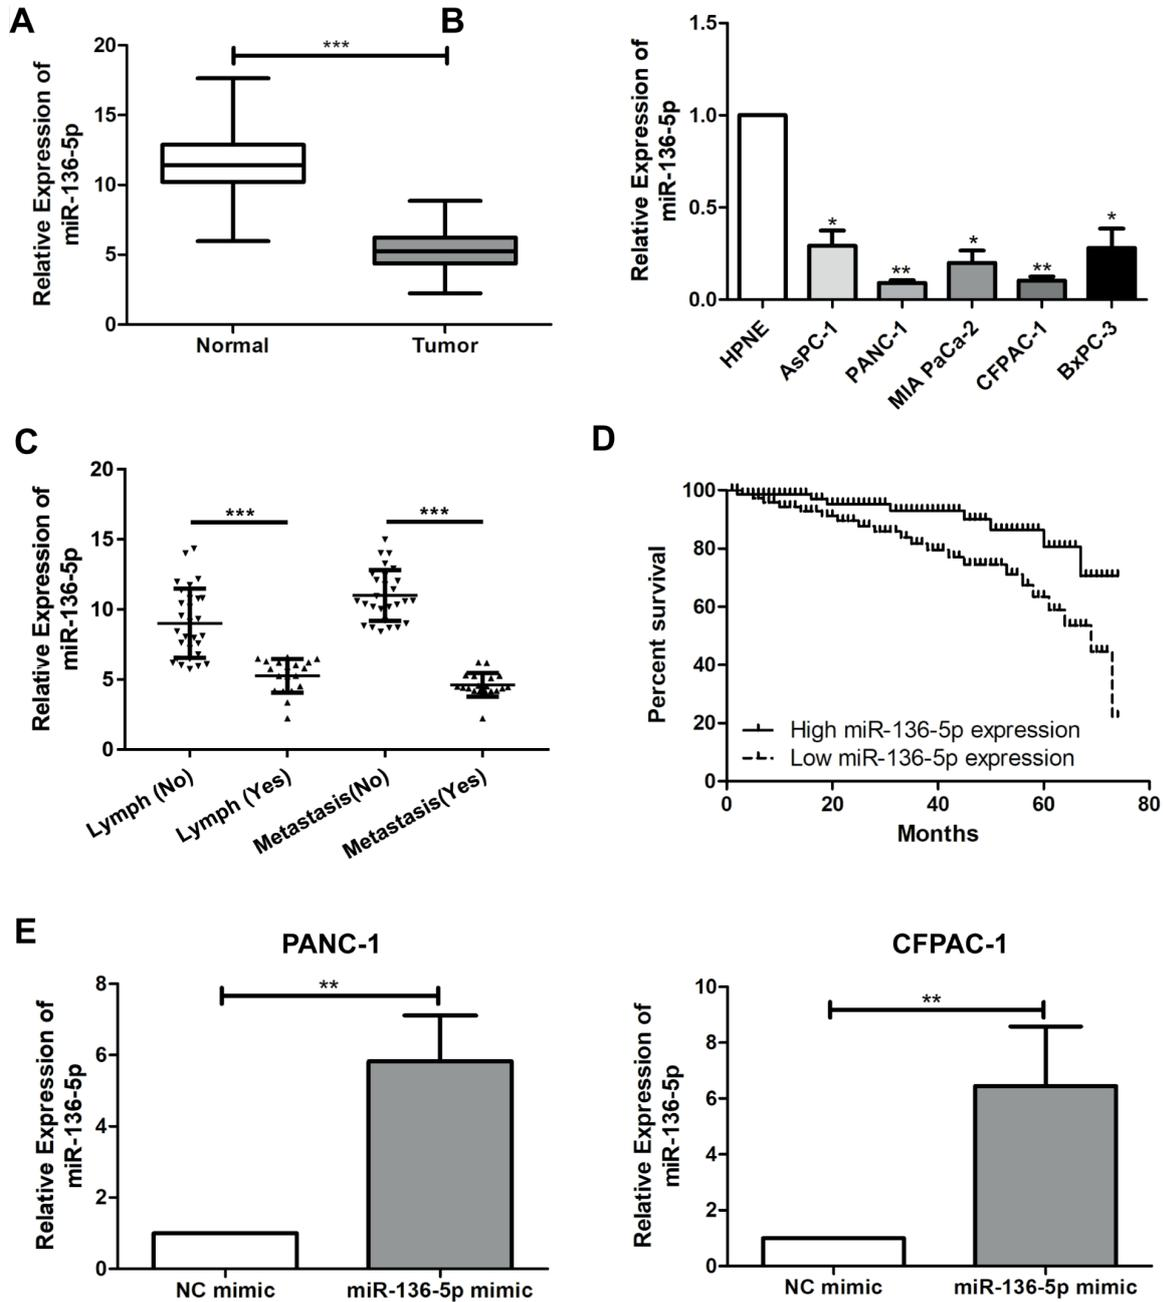 A
Relative Expression of
miR-136-5p
20
15
10
5
0
***
Normal
Tumor
B
Relative Expression of
miR-136-5p
1.5
1.0
0.5
0.0
*
**
*
**
*
HPNE
AsPC-1
PANC-1
MIA PaCa-2
CFPAC-1
BxPC-3
C
Relative Expression of
miR-136-5p
20
15
10
5
0
***
***
Lymph (No)
Lymph (Yes)
Metastasis(No)
Metastasis(Yes)
D
Percent survival
100
80
60
40
20
0
High miR-136-5p expression
Low miR-136-5p expression
0
20
40
60
80
Months
E
PANC-1
Relative Expression of
miR-136-5p
8
6
4
2
0
**
NC mimic
miR-136-5p mimic
CFPAC-1
Relative Expression of
miR-136-5p
10
8
6
4
2
0
**
NC mimic
miR-136-5p mimic